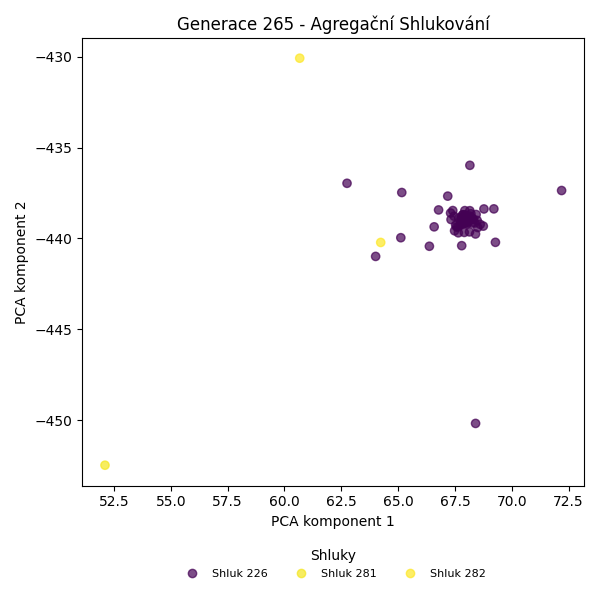 Generace 265 - Agregační Shlukování
PCA komponent 2
−430
−435
−440
−445
−450
52.5 55.0 57.5 60.0 62.5 65.0 67.5 70.0 72.5
PCA komponent 1
Shluky
Shluk 226 Shluk 281 Shluk 282